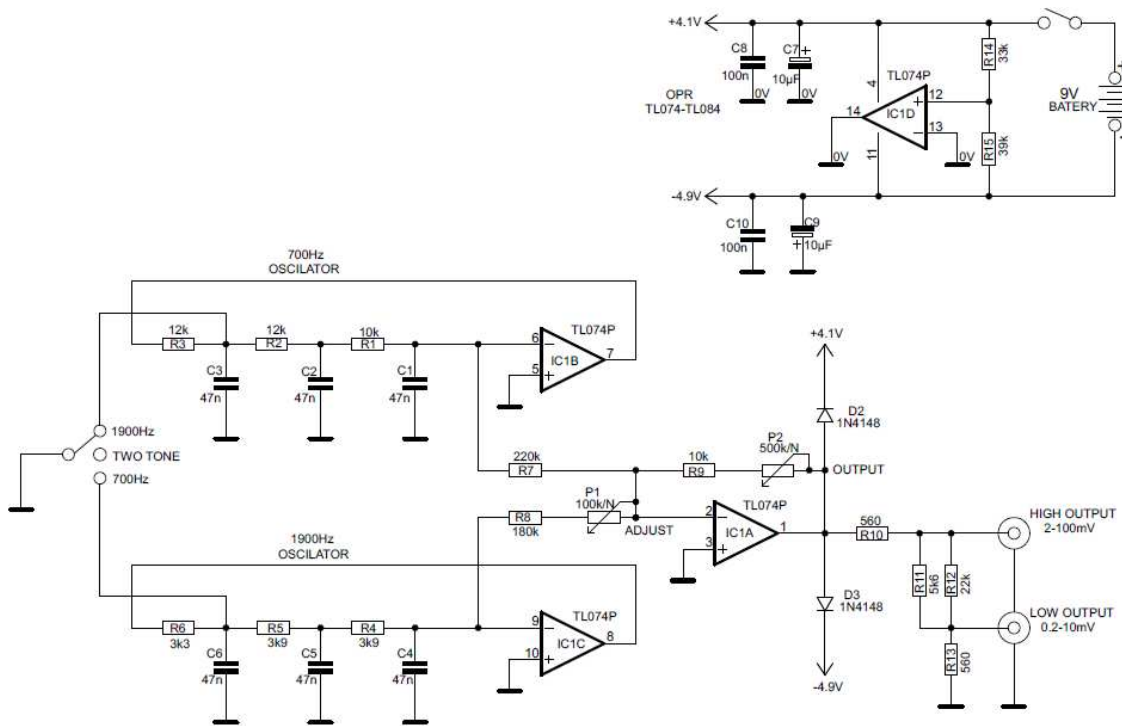 +4.1V
C8
100n
0V
C7
+
10µF
0V
OPR
TL074-TL084
TL074P
4
12
+
IC1D
14
13
−
11
0V
0V
R14
33k
R15
39k
9V
BATERY
+
-
-4.9V
C10
100n
C9
+
10µF
700Hz
OSCILATOR
12k
R3
12k
R2
10k
R1
C3
47n
C2
47n
C1
47n
TL074P
6
−
IC1B
7
5
+
1900Hz
TWO TONE
700Hz
220k
R7
10k
R9
P2
500k/N
OUTPUT
P1
100k/N
R8
180k
ADJUST
TL074P
2
−
IC1A
1
3
+
+4.1V
D2
1N4148
D3
1N4148
-4.9V
560
R10
R11
5k6
R12
22k
R13
560
HIGH OUTPUT
2-100mV
LOW OUTPUT
0.2-10mV
1900Hz
OSCILATOR
R6
3k3
R5
3k9
R4
3k9
C6
47n
C5
47n
C4
47n
TL074P
9
−
IC1C
8
10
+